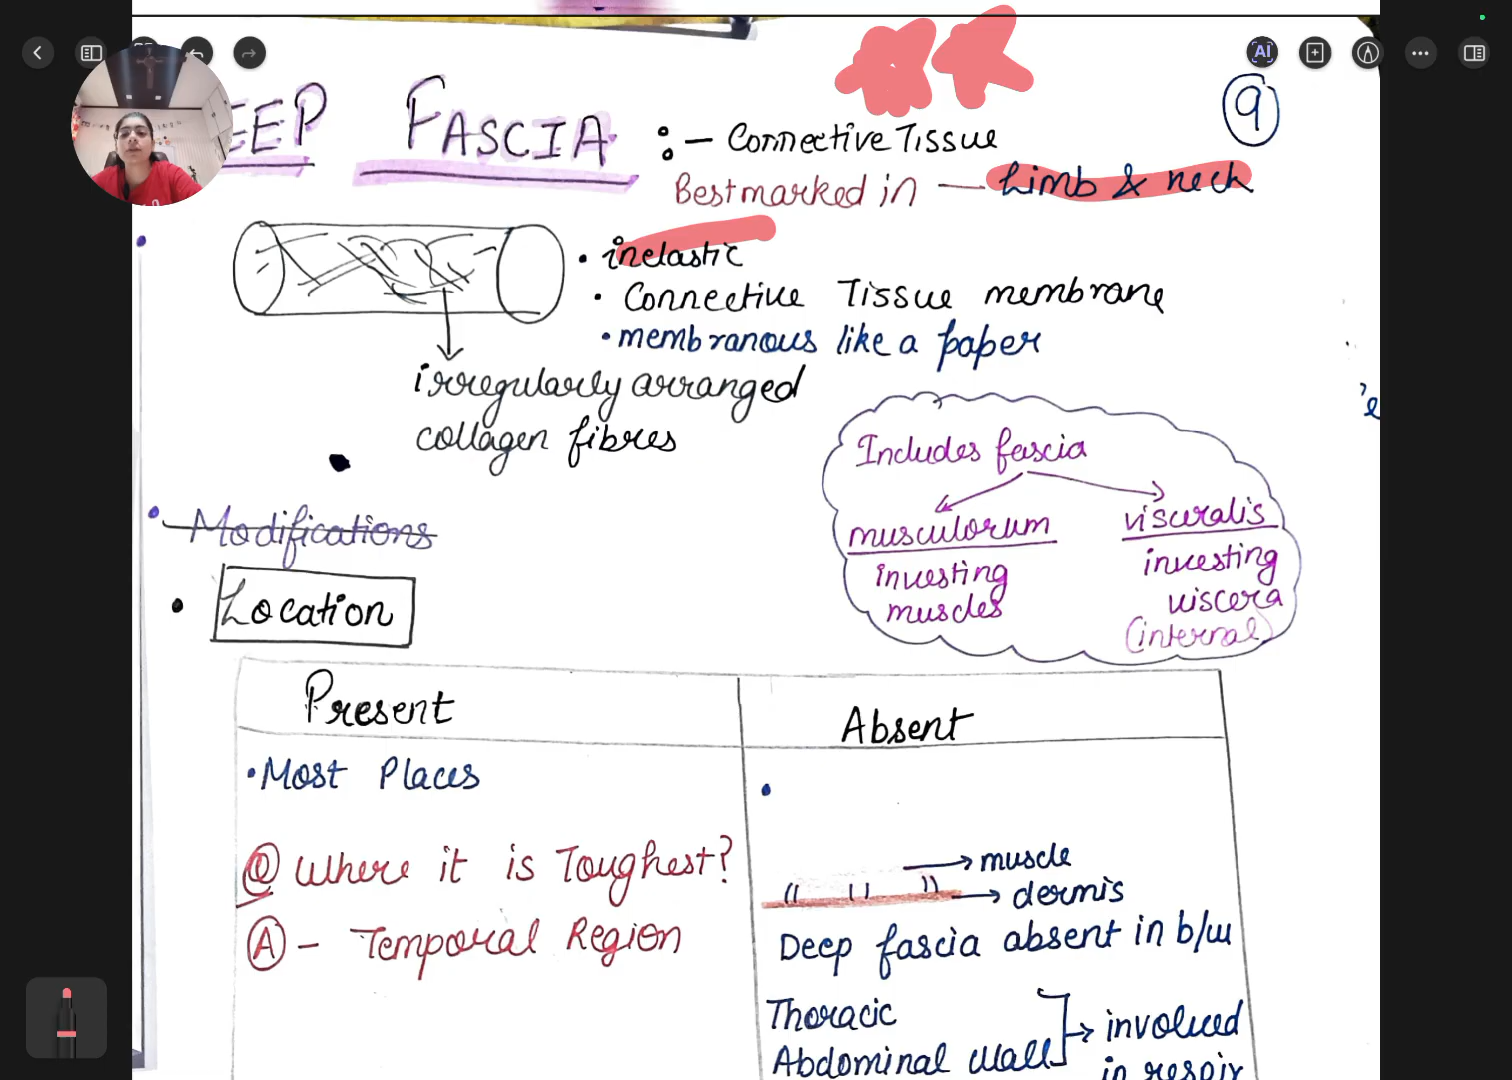 EEP FASCIA :- Connective Tissue
9
Best marked in — Limb & neck
• inelastic
• Connective Tissue membrane
• membranous like a paper
irregularly arranged
collagen fibres
Includes fascia
musculorum
investing
muscles
visceralis
investing
viscera
(internal)
• Modifications
• Location
Present
Absent
• Most Places
Q Where it is Toughest?
A - Temporal Region
muscle
dermis
Deep fascia absent in b/w
Thoracic
Abdominal wall
involved
in respir
AI